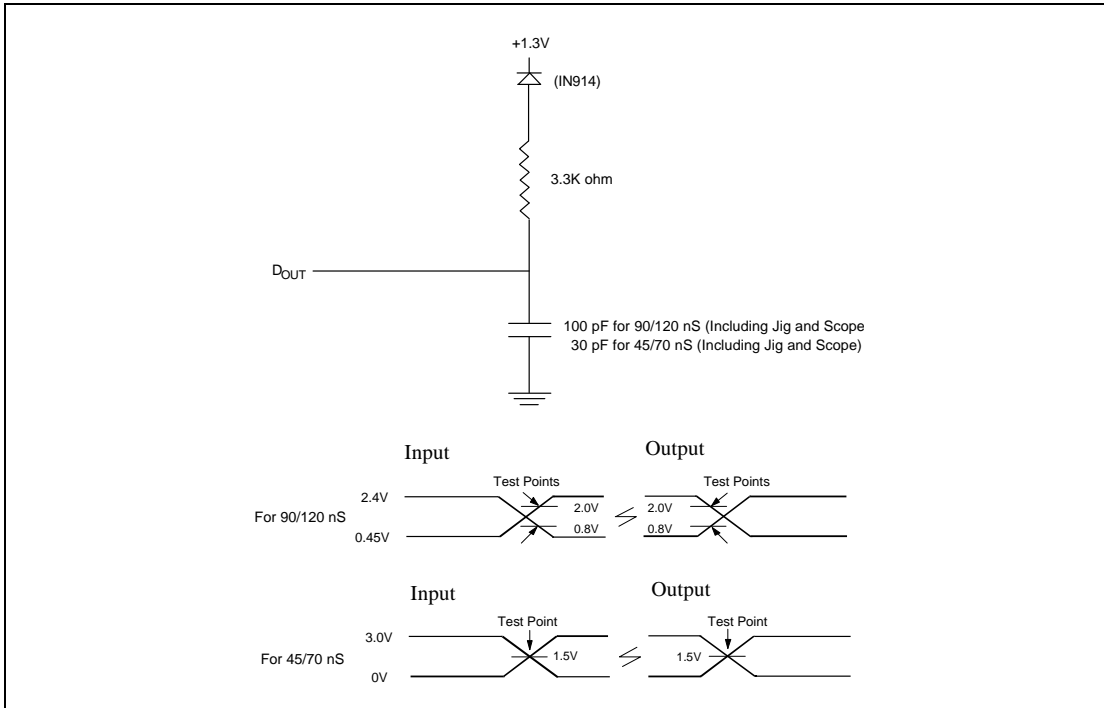 +1.3V
(IN914)
3.3K ohm
DOUT
100 pF for 90/120 nS (Including Jig and Scope
30 pF for 45/70 nS (Including Jig and Scope)
Input Output
Test Points Test Points
2.4V
2.0V 2.0V
For 90/120 nS
0.8V 0.8V
0.45V
Input Output
Test Point Test Point
3.0V
1.5V 1.5V
For 45/70 nS
0V